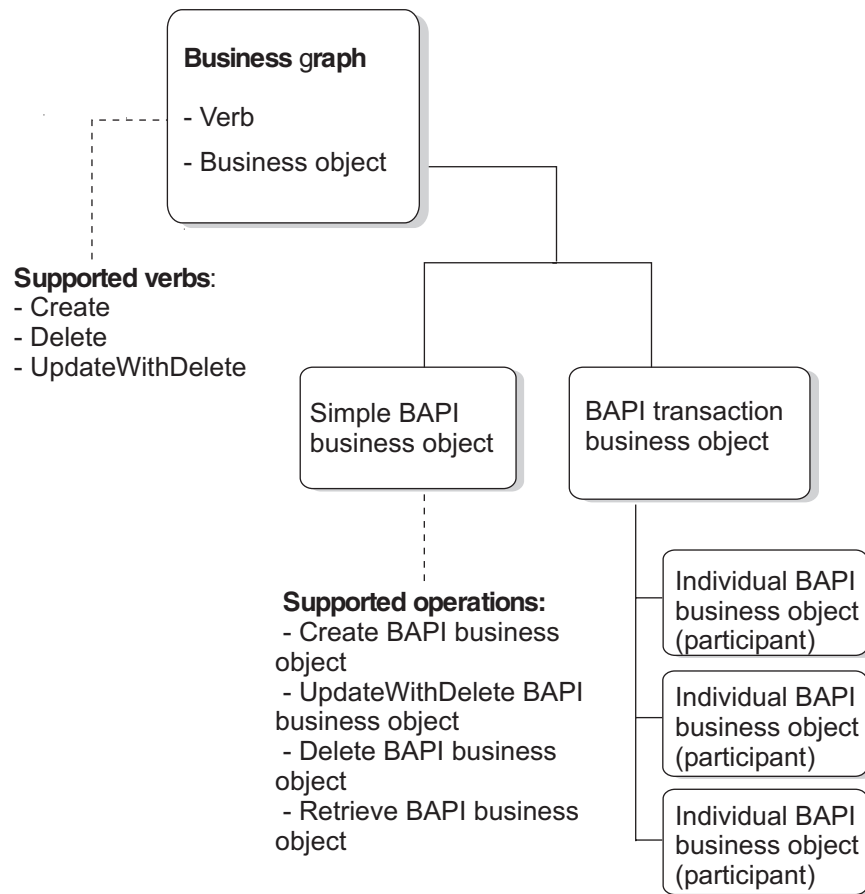 Business graph
- Verb
- Business object
Supported verbs:
- Create
- Delete
- UpdateWithDelete
Simple BAPI
business object
BAPI transaction
business object
Supported operations:
- Create BAPI business
object
- UpdateWithDelete BAPI
business object
- Delete BAPI business
object
- Retrieve BAPI business
object
Individual BAPI
business object
(participant)
Individual BAPI
business object
(participant)
Individual BAPI
business object
(participant)